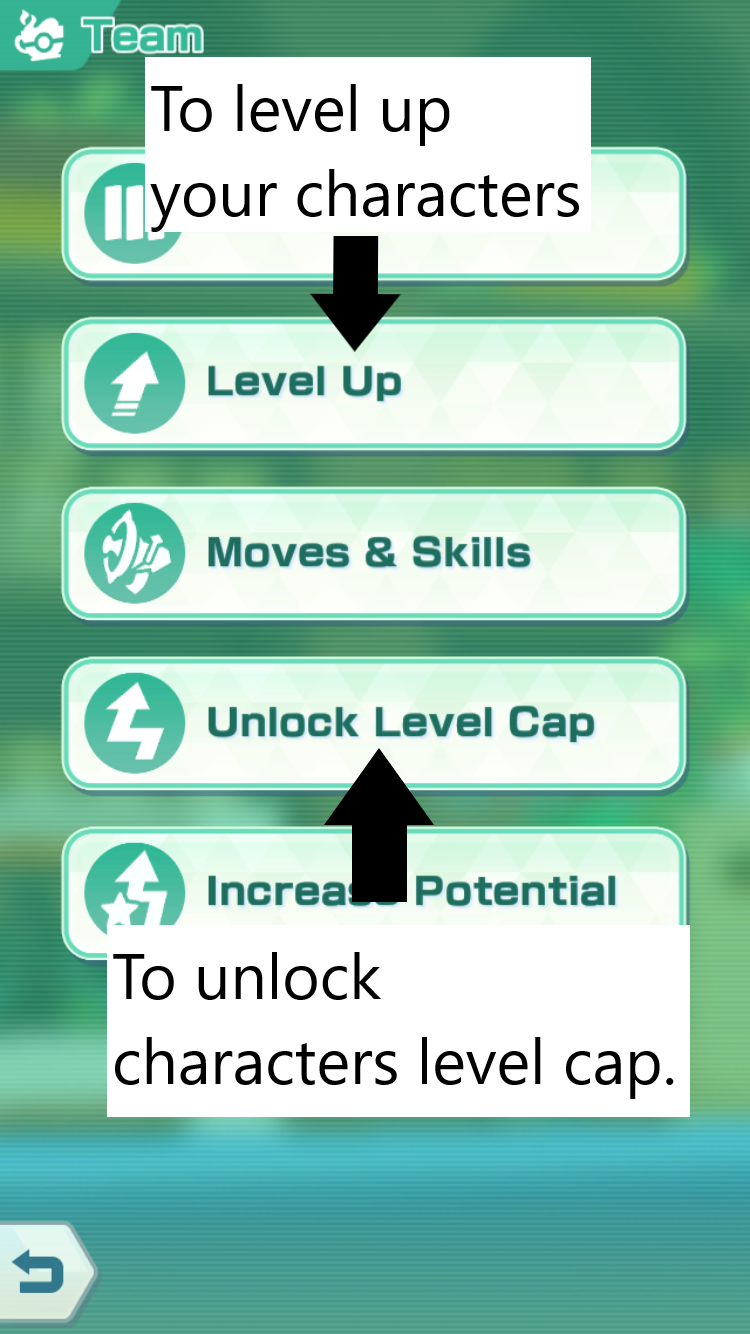 Team
To level up
your characters
Level Up
Moves & Skills
Unlock Level Cap
Potential
To unlock
characters level cap.